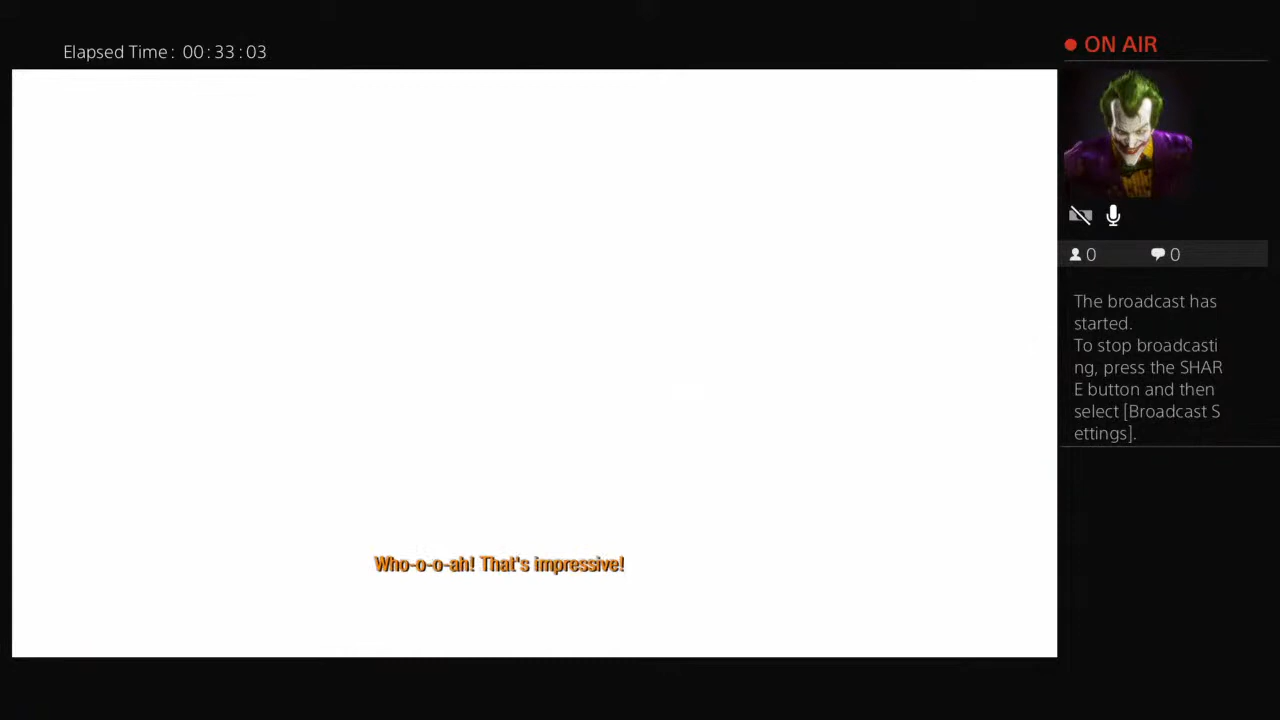 Elapsed Time: 00:33:03
ON AIR
0 0
The broadcast has
started.
To stop broadcasti
ng, press the SHAR
E button and then
select [Broadcast S
ettings].
Who-o-o-ah! That's impressive!